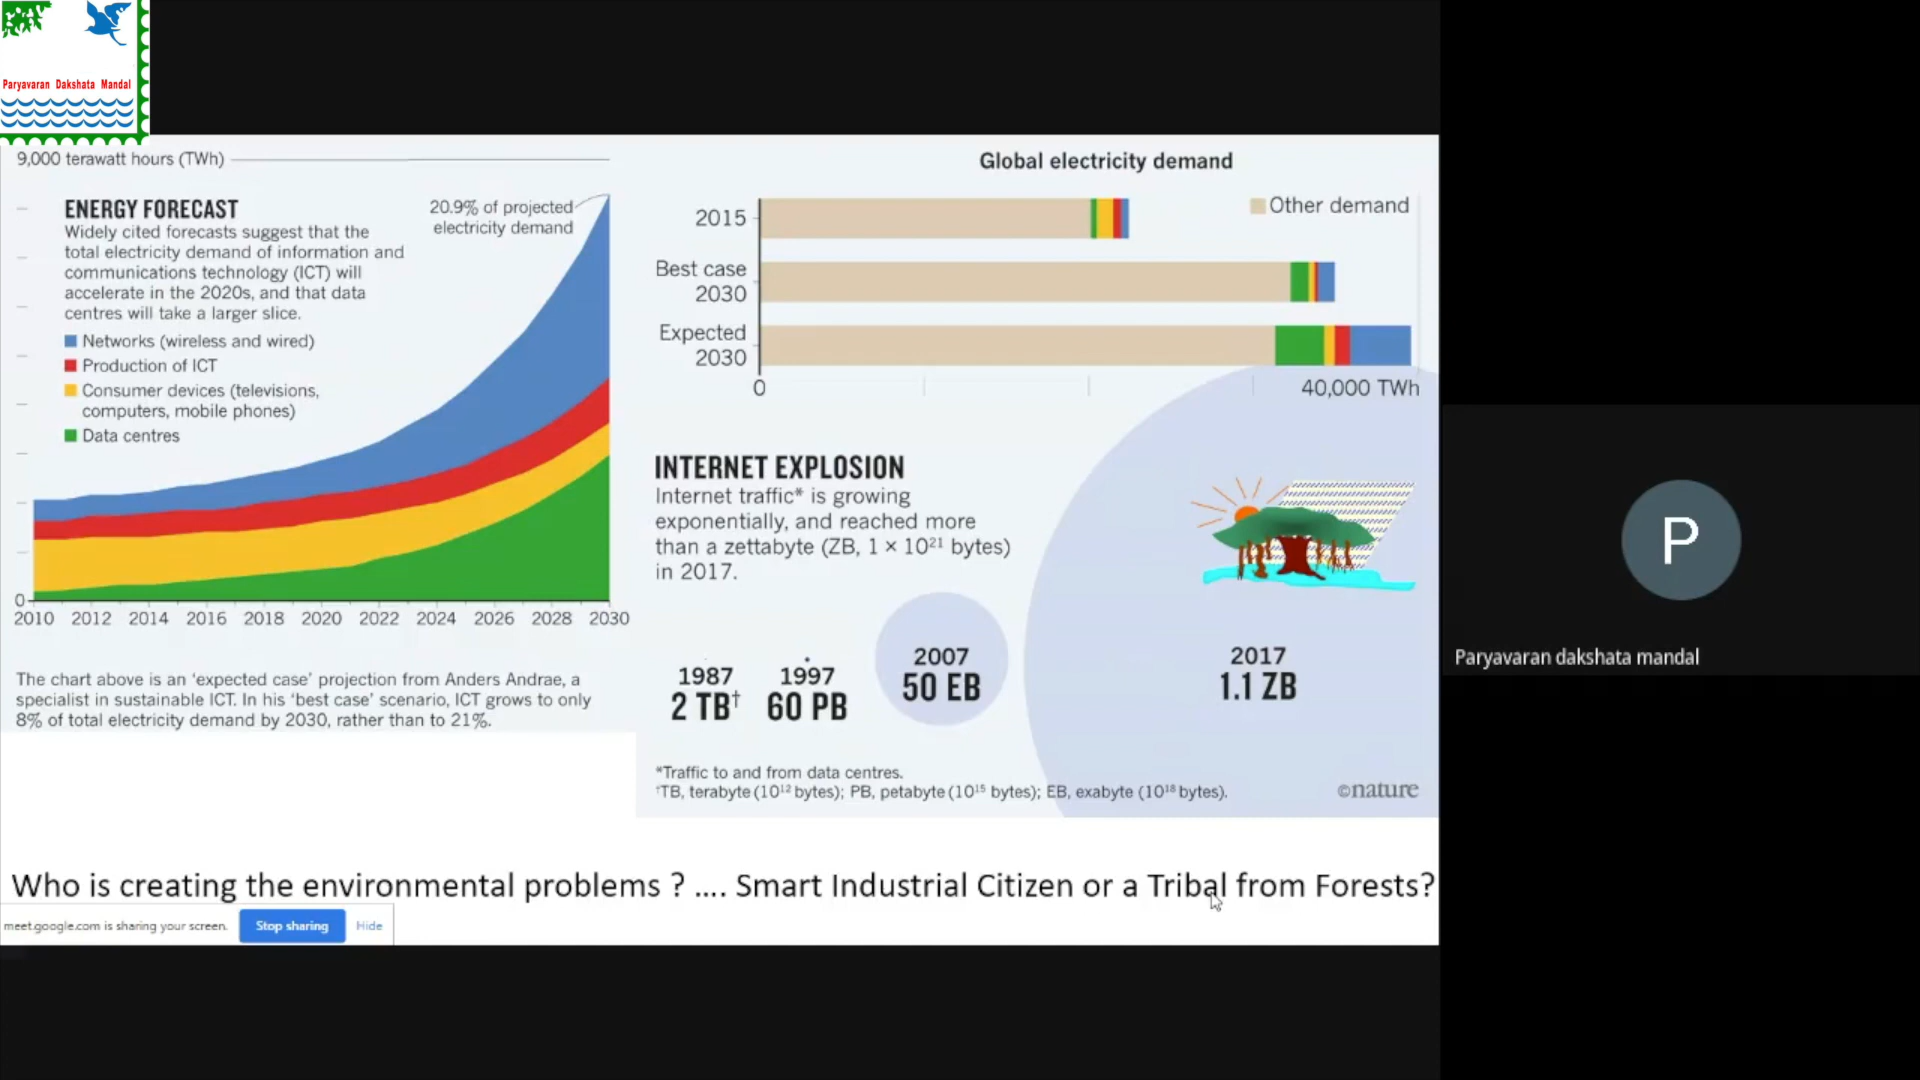 Paryavaran Dakshata Mandal
9,000 terawatt hours (TWh)
ENERGY FORECAST
Widely cited forecasts suggest that the
total electricity demand of information and
communications technology (ICT) will
accelerate in the 2020s, and that data
centres will take a larger slice.
20.9% of projected
electricity demand
Networks (wireless and wired)
Production of ICT
Consumer devices (televisions,
computers, mobile phones)
Data centres
0
2010 2012 2014 2016 2018 2020 2022 2024 2026 2028 2030
The chart above is an ‘expected case’ projection from Anders Andrae, a
specialist in sustainable ICT. In his ‘best case’ scenario, ICT grows to only
8% of total electricity demand by 2030, rather than to 21%.
Global electricity demand
Other demand
2015
Best case
2030
Expected
2030
0 40,000 TWh
INTERNET EXPLOSION
Internet traffic* is growing
exponentially, and reached more
than a zettabyte (ZB, 1 × 10²¹ bytes)
in 2017.
1987
2 TB†
1997
60 PB
2007
50 EB
2017
1.1 ZB
*Traffic to and from data centres.
†TB, terabyte (10¹² bytes); PB, petabyte (10¹⁵ bytes); EB, exabyte (10¹⁸ bytes).
©nature
Who is creating the environmental problems ? .... Smart Industrial Citizen or a Tribal from Forests?
meet.google.com is sharing your screen. Stop sharing Hide
P
Paryavaran dakshata mandal